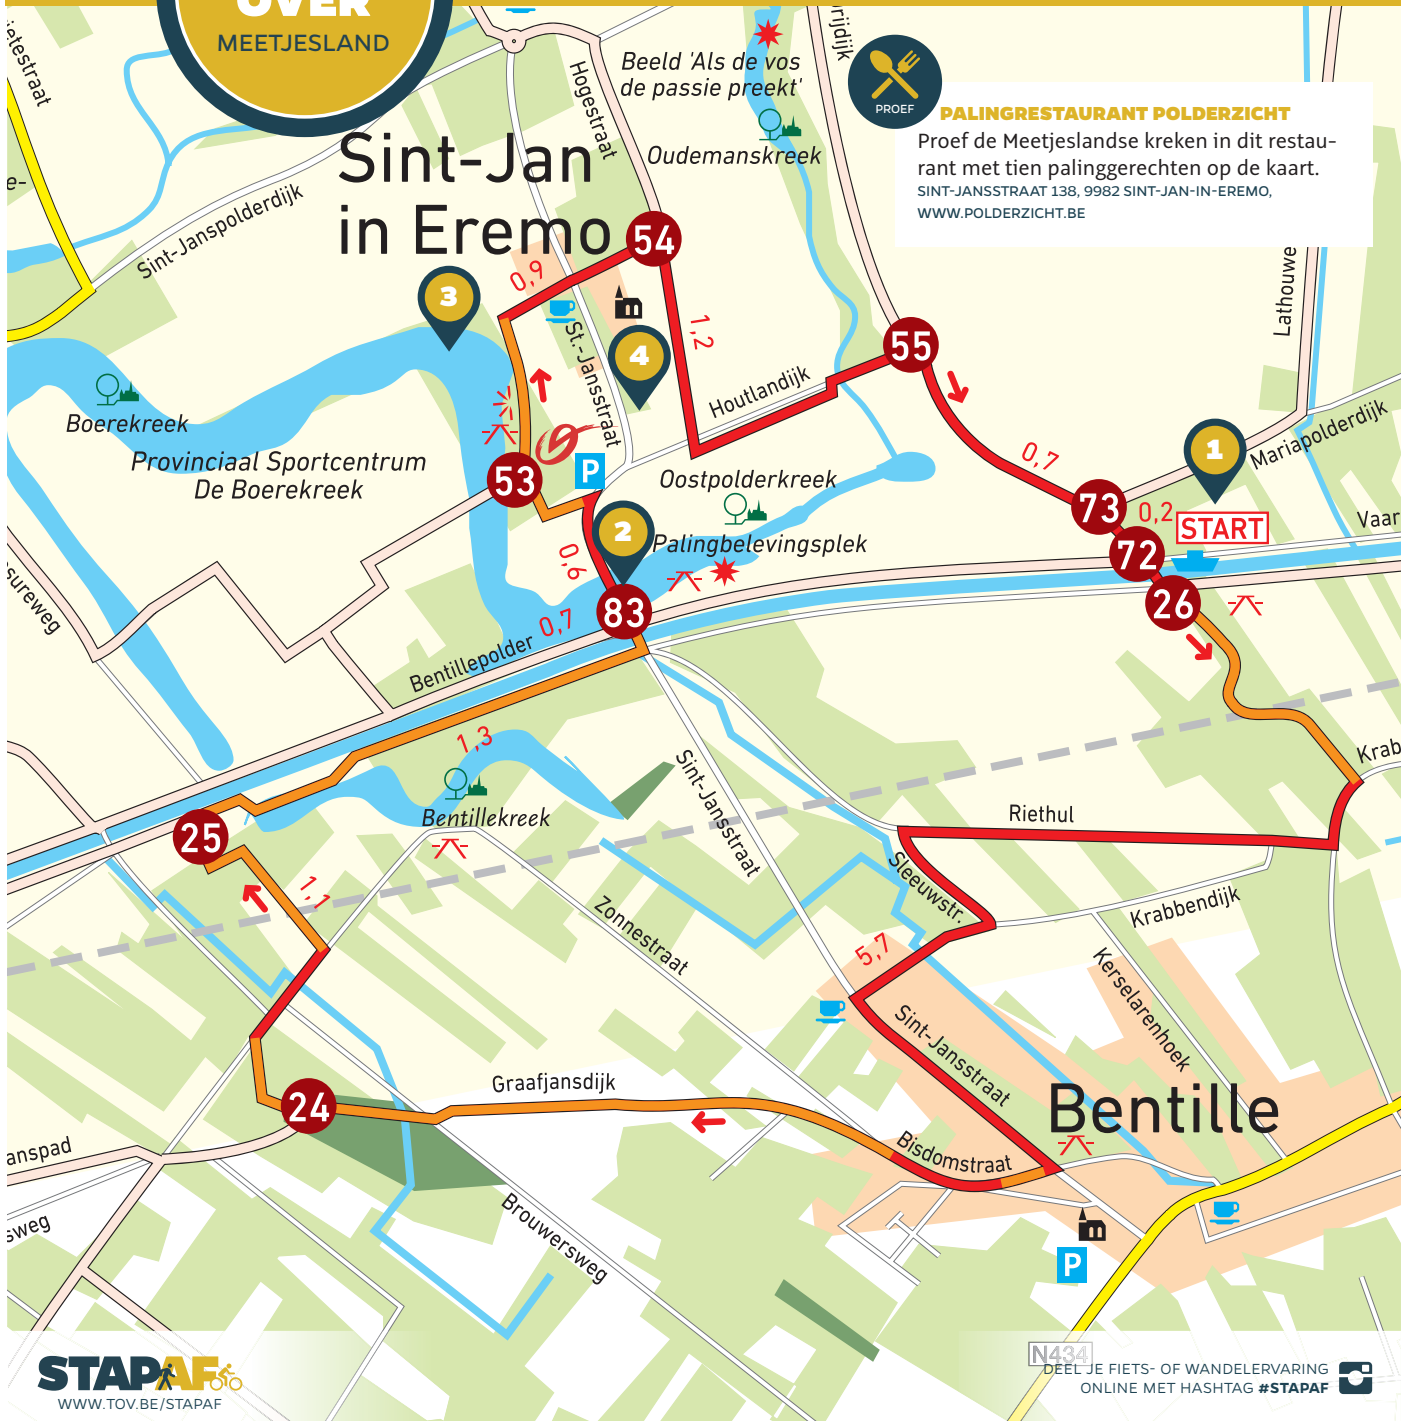 OVER
MEETJESLAND
Beeld 'Als de vos
de passie preekt'
Oudemanskreek
Hogestraat
PROEF
PALINGRESTAURANT POLDERZICHT
Proef de Meetjeslandse kreken in dit restau-
rant met tien palinggerechten op de kaart.
SINT-JANSSTRAAT 138, 9982 SINT-JAN-IN-EREMO,
WWW.POLDERZICHT.BE
Sint-Jan
in Eremo
Sint-Janspolderdijk
54
0,9
3
1,2
4
St.-Jansstraat
55
Houtlandijk
Lathouwe
Boerekreek
Provinciaal Sportcentrum
De Boerekreek
53
P
Oostpolderkreek
0,7
1
Mariapolderdijk
73
0,2
START
Vaar
72
2
Palingbelevingsplek
0,6
83
26
0,7
Bentillepolder
sureweg
1,3
Bentillekreek
Sint-Jansstraat
Krab
Riethul
25
Sleeuwstr.
1,1
Krabbendijk
Zonnestraat
5,7
Kerselarenhoek
Sint-Jansstraat
Bentille
24
Graafjansdijk
Bisdomstraat
anspad
sweg
Brouwersweg
P
N434
STAPAF
WWW.TOV.BE/STAPAF
DEEL JE FIETS- OF WANDELERVARING
ONLINE MET HASHTAG #STAPAF